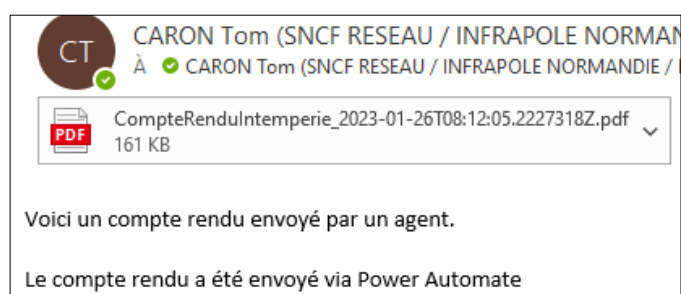 CT
CARON Tom (SNCF RESEAU / INFRAPOLE NORMAN
À CARON Tom (SNCF RESEAU / INFRAPOLE NORMANDIE /
PDF
CompteRenduIntemperie_2023-01-26T08:12:05.2227318Z.pdf
161 KB
Voici un compte rendu envoyé par un agent.
Le compte rendu a été envoyé via Power Automate